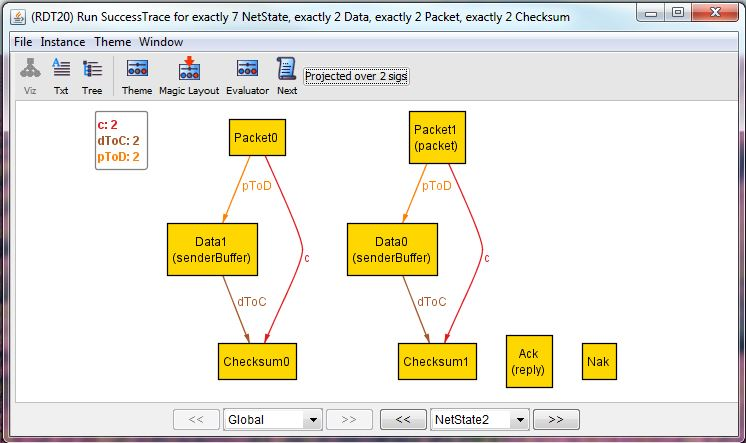 (RDT20) Run SuccessTrace for exactly 7 NetState, exactly 2 Data, exactly 2 Packet, exactly 2 Checksum
File Instance Theme Window
Viz Txt Tree Theme Magic Layout Evaluator Next Projected over 2 sigs
c: 2
dToC: 2
pToD: 2
Packet0
Packet1
(packet)
pToD
pToD
Data1
(senderBuffer)
c
Data0
(senderBuffer)
c
dToC
dToC
Checksum0
Checksum1
Ack
(reply)
Nak
<< Global >> << NetState2 >>